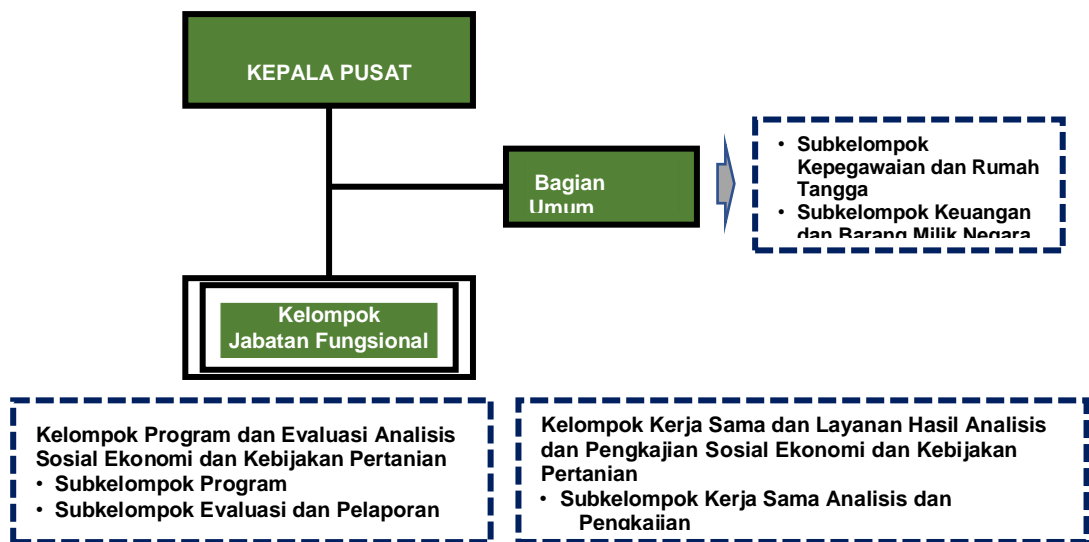 KEPALA PUSAT
Bagian
Umum
• Subkelompok
Kepegawaian dan Rumah
Tangga
• Subkelompok Keuangan
dan Barang Milik Negara
Kelompok
Jabatan Fungsional
Kelompok Program dan Evaluasi Analisis
Sosial Ekonomi dan Kebijakan Pertanian
• Subkelompok Program
• Subkelompok Evaluasi dan Pelaporan
Kelompok Kerja Sama dan Layanan Hasil Analisis
dan Pengkajian Sosial Ekonomi dan Kebijakan
Pertanian
• Subkelompok Kerja Sama Analisis dan
Pengkajian